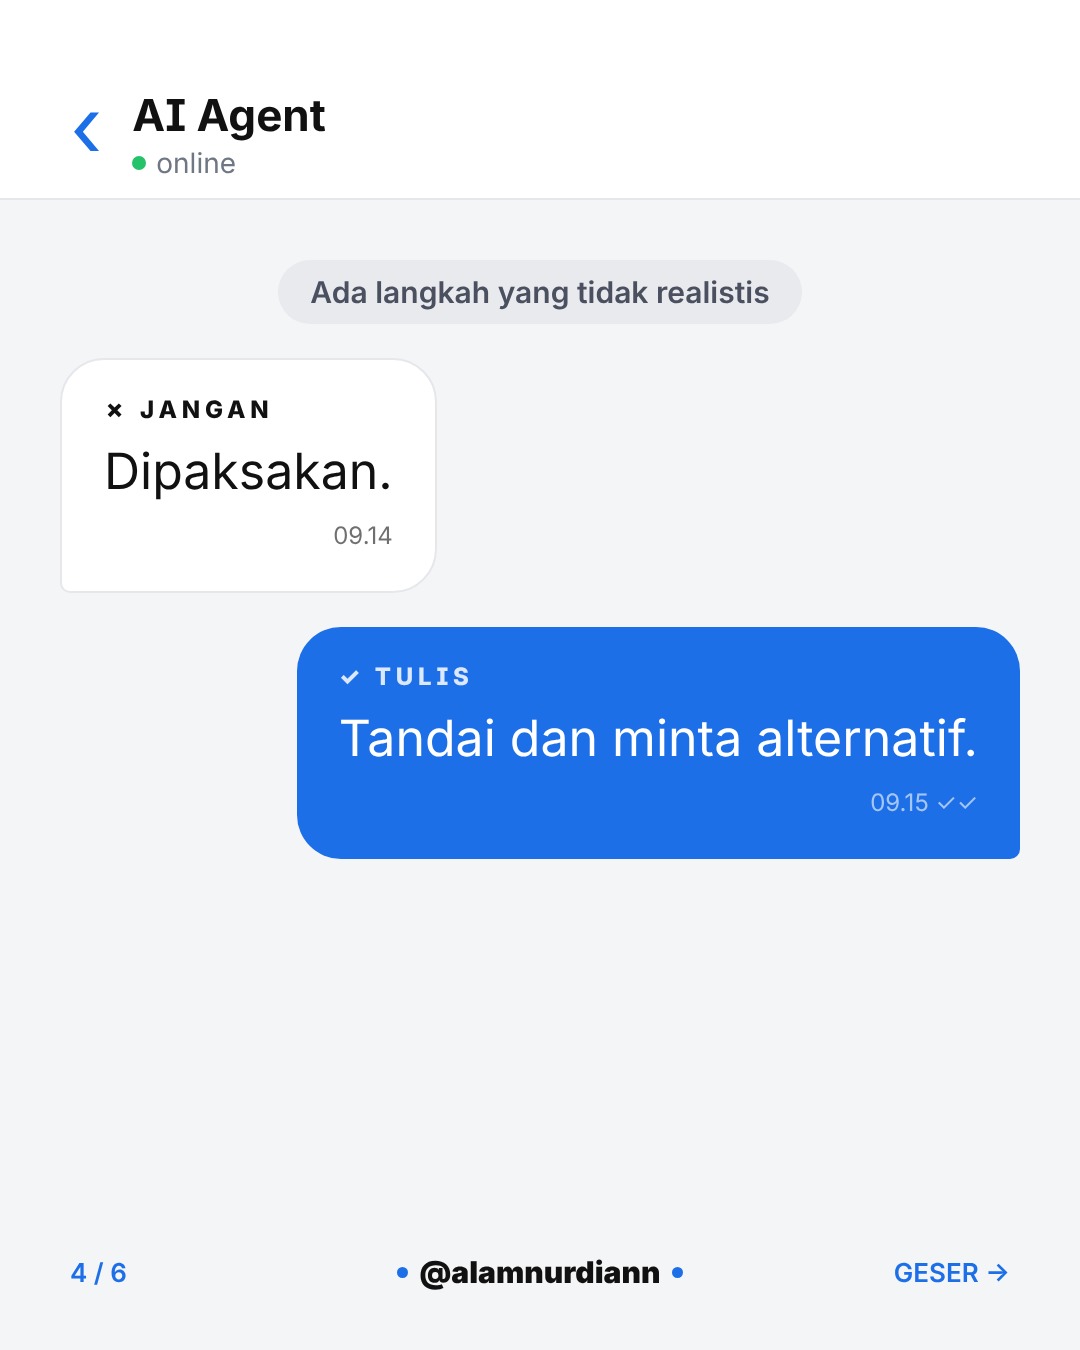 AI Agent
online
Ada langkah yang tidak realistis
× JANGAN
Dipaksakan.
09.14
✓ TULIS
Tandai dan minta alternatif.
09.15 ✓✓
4 / 6
• @alamnurdiann •
GESER →